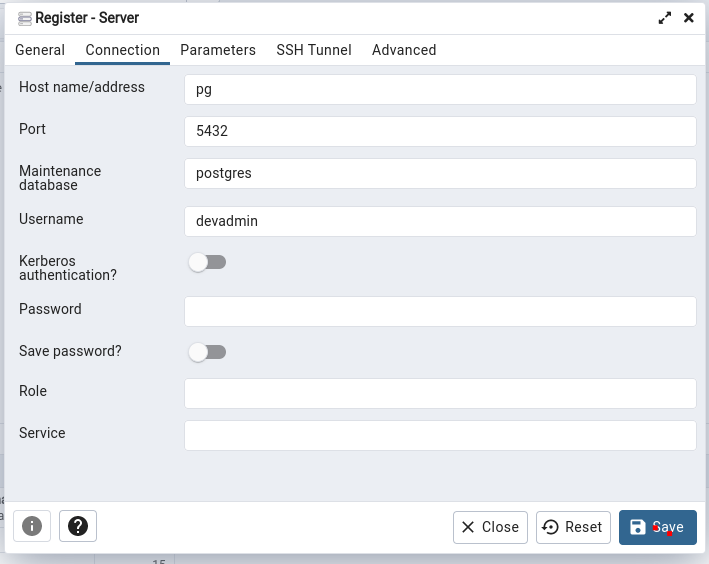 Register - Server
General Connection Parameters SSH Tunnel Advanced
Host name/address pg
Port 5432
Maintenance
database
postgres
Username devadmin
Kerberos
authentication?
Password
Save password?
Role
Service
Close Reset Save
15